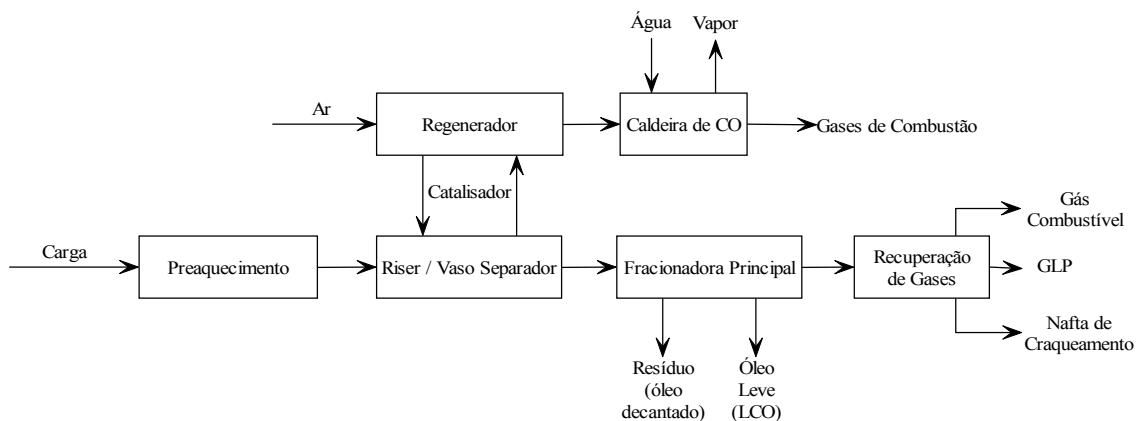 Água
Vapor
Ar
Regenerador
Caldeira de CO
Gases de Combustão
Catalisador
Carga
Preaquecimento
Riser / Vaso Separador
Fracionadora Principal
Recuperação
de Gases
Gás
Combustível
GLP
Nafta de
Craqueamento
Resíduo
(óleo
decantado)
Óleo
Leve
(LCO)